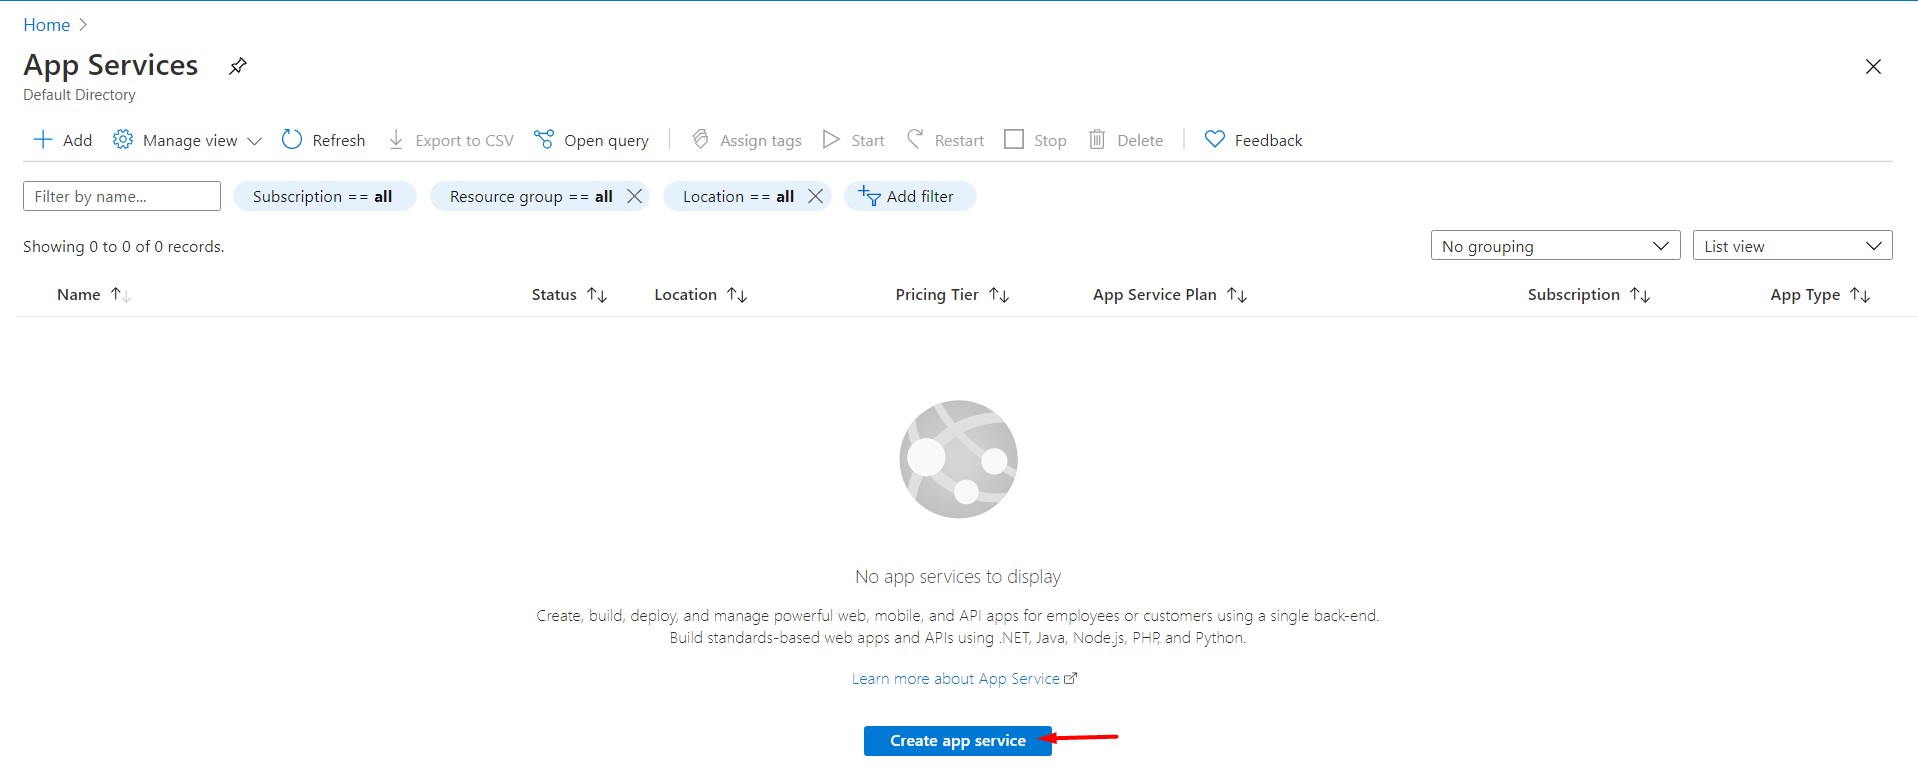 Home
App Services
Default Directory
Add Manage view Refresh Export to CSV Open query Assign tags Start Restart Stop Delete Feedback
Filter by name... Subscription == all Resource group == all Location == all Add filter
Showing 0 to 0 of 0 records. No grouping List view
Name Status Location Pricing Tier App Service Plan Subscription App Type
No app services to display
Create, build, deploy, and manage powerful web, mobile, and API apps for employees or customers using a single back-end.
Build standards-based web apps and APIs using .NET, Java, Node.js, PHP, and Python.
Learn more about App Service
Create app service